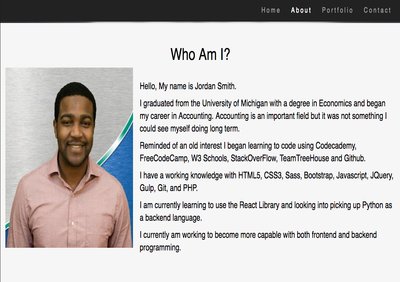 Home About Portfolio Contact
Who Am I?
Hello, My name is Jordan Smith.
I graduated from the University of Michigan with a degree in Economics and began
my career in Accounting. Accounting is an important field but it was not something I
could see myself doing long term.
Reminded of an old interest I began learning to code using Codecademy,
FreeCodeCamp, W3 Schools, StackOverFlow, TeamTreeHouse and Github.
I have a working knowledge with HTML5, CSS3, Sass, Bootstrap, Javascript, JQuery,
Gulp, Git, and PHP.
I am currently learning to use the React Library and looking into picking up Python as
a backend language.
I currently am working to become more capable with both frontend and backend
programming.